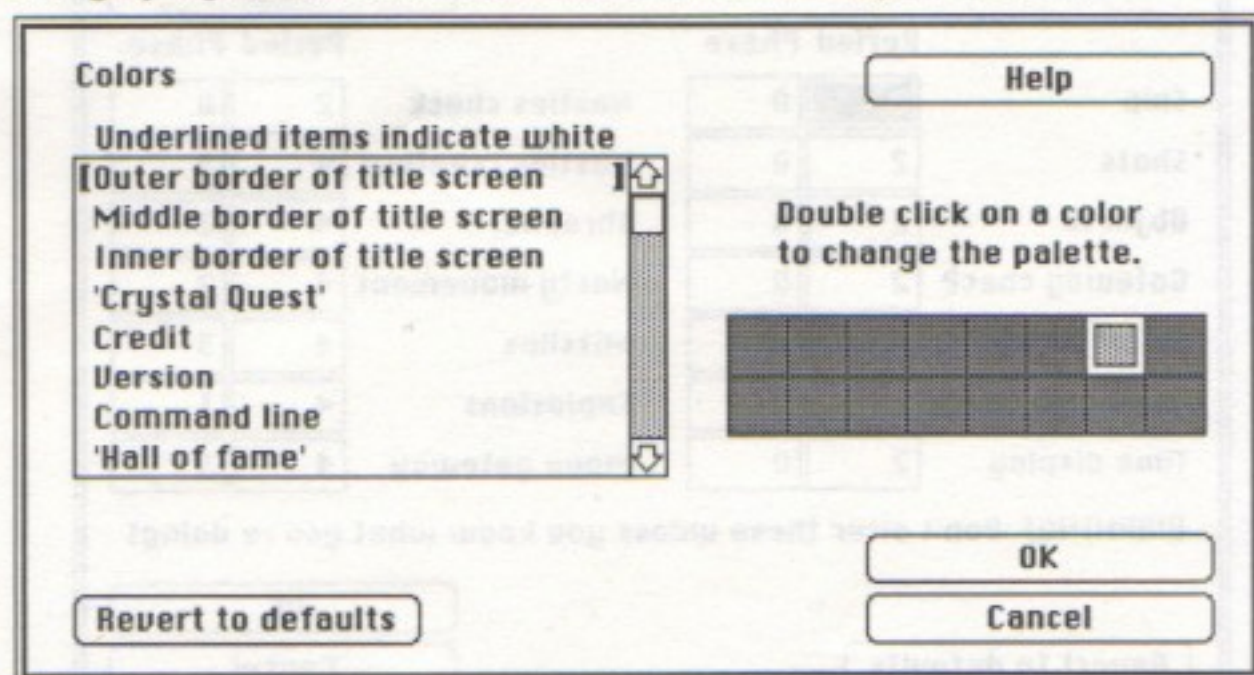 Colors
Help
Underlined items indicate white
[Outer border of title screen ]
Middle border of title screen
Inner border of title screen
'Crystal Quest'
Credit
Version
Command line
'Hall of fame'
Double click on a color
to change the palette.
OK
Revert to defaults
Cancel